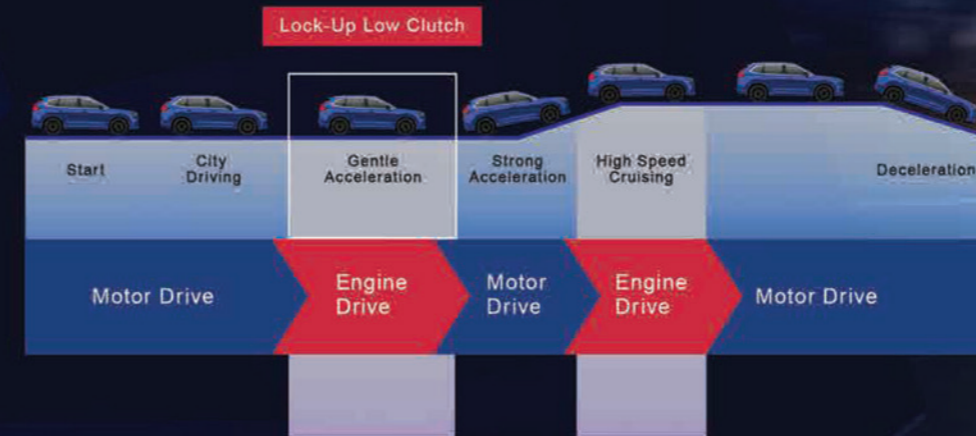 Lock-Up Low Clutch
Start
City
Driving
Gentle
Acceleration
Strong
Acceleration
High Speed
Cruising
Deceleration
Motor Drive
Engine
Drive
Motor
Drive
Engine
Drive
Motor Drive